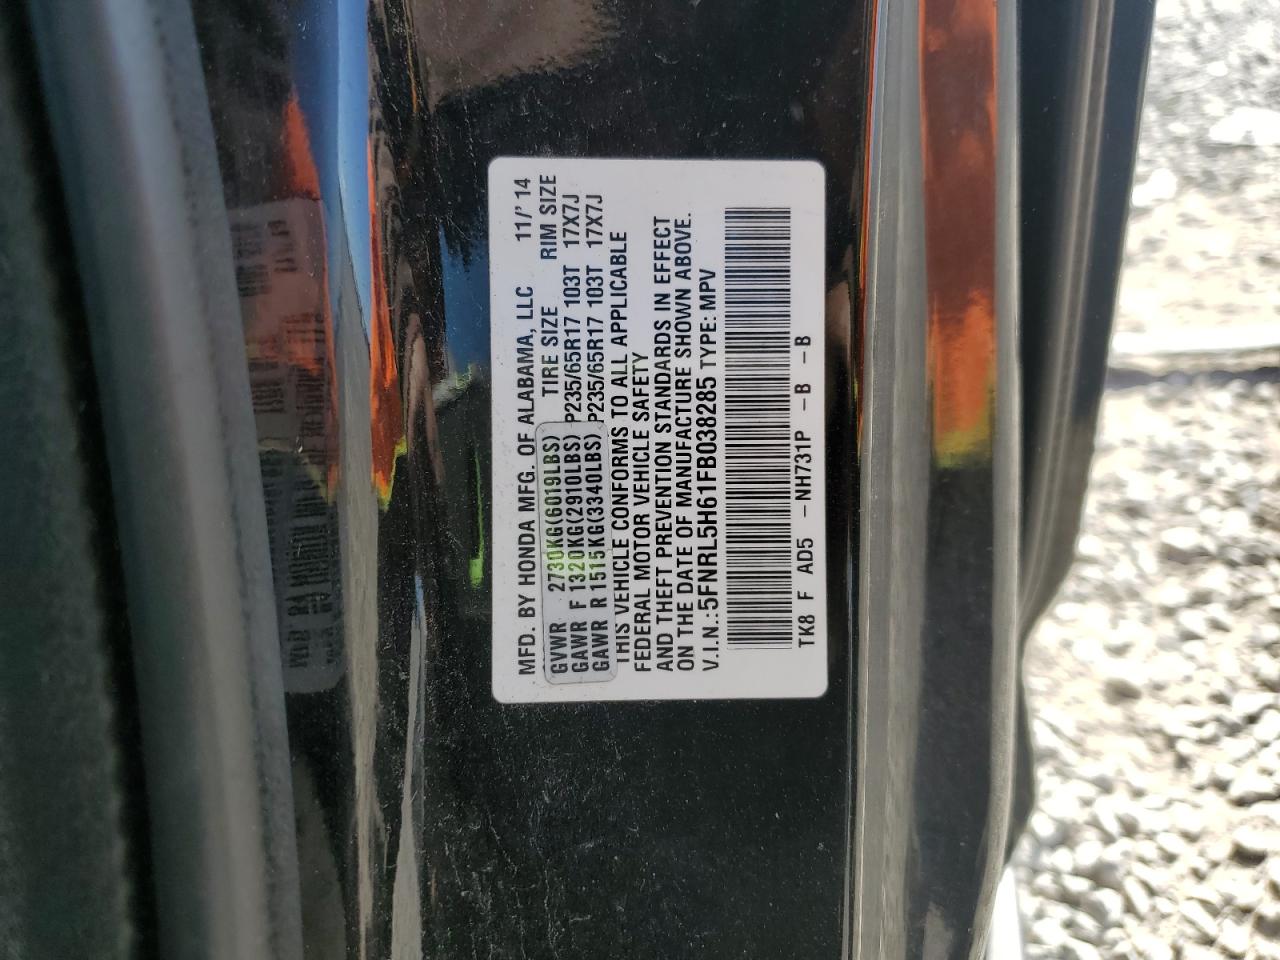 MFD. BY HONDA MFG. OF ALABAMA, LLC 11/'14
GVWR 2730KG(6019LBS) TIRE SIZE RIM SIZE
GAWR F 1320KG(2910LBS) P235/65R17 103T 17X7J
GAWR R 1515KG(3340LBS) P235/65R17 103T 17X7J
THIS VEHICLE CONFORMS TO ALL APPLICABLE
FEDERAL MOTOR VEHICLE SAFETY
AND THEFT PREVENTION STANDARDS IN EFFECT
ON THE DATE OF MANUFACTURE SHOWN ABOVE.
V.I.N.:5FNRL5H61FB038285 TYPE: MPV
TK8 F AD5 -NH731P -B -B